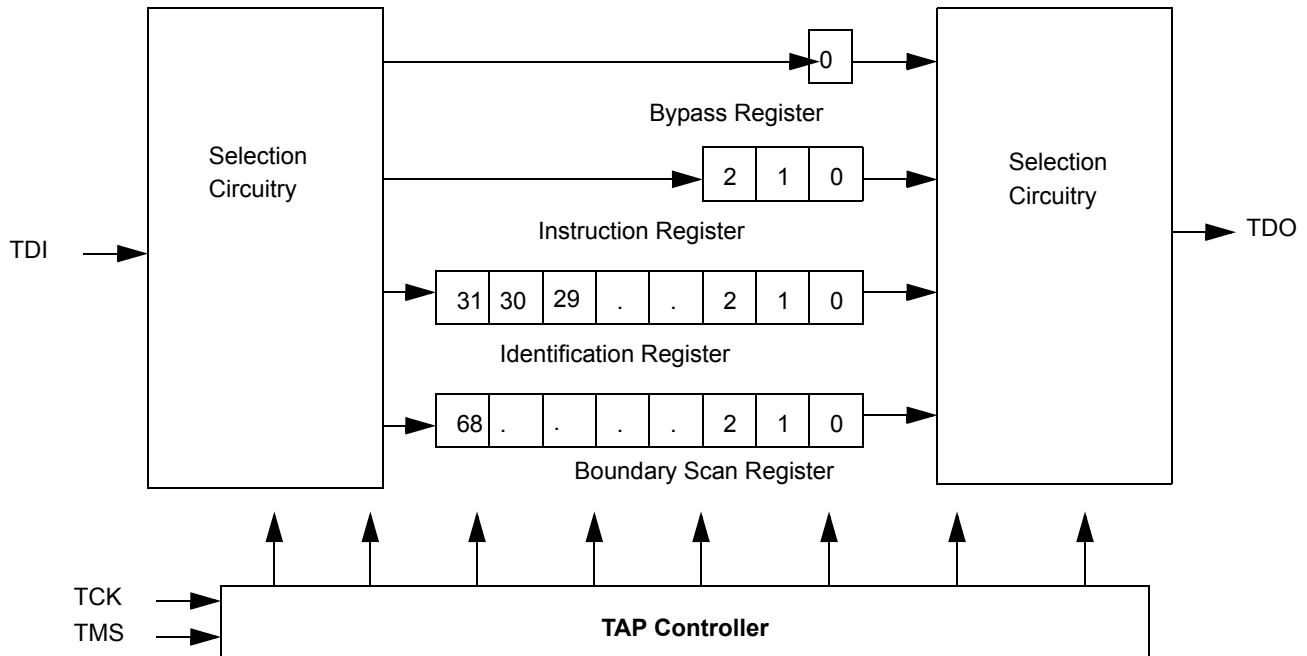 0
Bypass Register
Selection
Circuitry
Selection
Circuitry
2 1 0
Instruction Register
TDI
TDO
31 30 29 . . 2 1 0
Identification Register
68 . . . . 2 1 0
Boundary Scan Register
TCK
TMS
TAP Controller